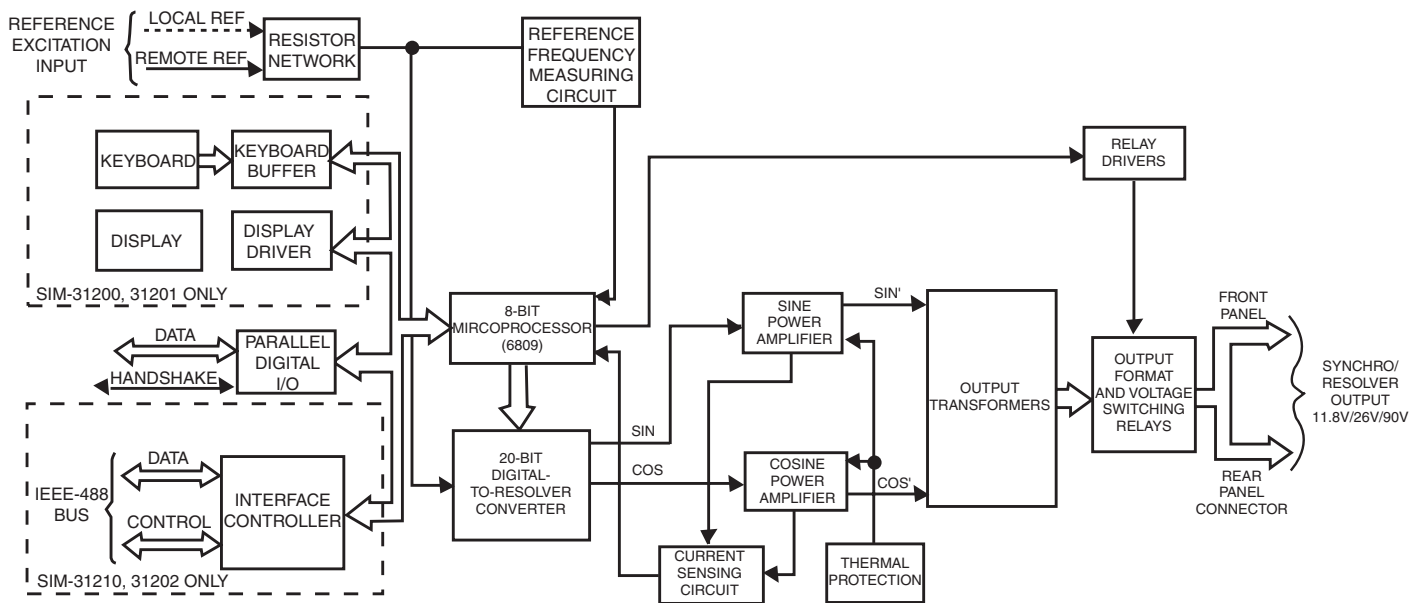 REFERENCE
EXCITATION
INPUT
LOCAL REF
REMOTE REF
RESISTOR
NETWORK
REFERENCE
FREQUENCY
MEASURING
CIRCUIT
KEYBOARD
KEYBOARD
BUFFER
DISPLAY
DISPLAY
DRIVER
SIM-31200, 31201 ONLY
RELAY
DRIVERS
DATA
HANDSHAKE
PARALLEL
DIGITAL
I/O
8-BIT
MIRCOPROCESSOR
(6809)
SINE
POWER
AMPLIFIER
SIN'
OUTPUT
TRANSFORMERS
OUTPUT
FORMAT
AND VOLTAGE
SWITCHING
RELAYS
FRONT
PANEL
SYNCHRO/
RESOLVER
OUTPUT
11.8V/26V/90V
REAR
PANEL
CONNECTOR
IEEE-488
BUS
DATA
CONTROL
INTERFACE
CONTROLLER
SIM-31210, 31202 ONLY
20-BIT
DIGITAL-
TO-RESOLVER
CONVERTER
SIN
COS
COSINE
POWER
AMPLIFIER
COS'
CURRENT
SENSING
CIRCUIT
THERMAL
PROTECTION